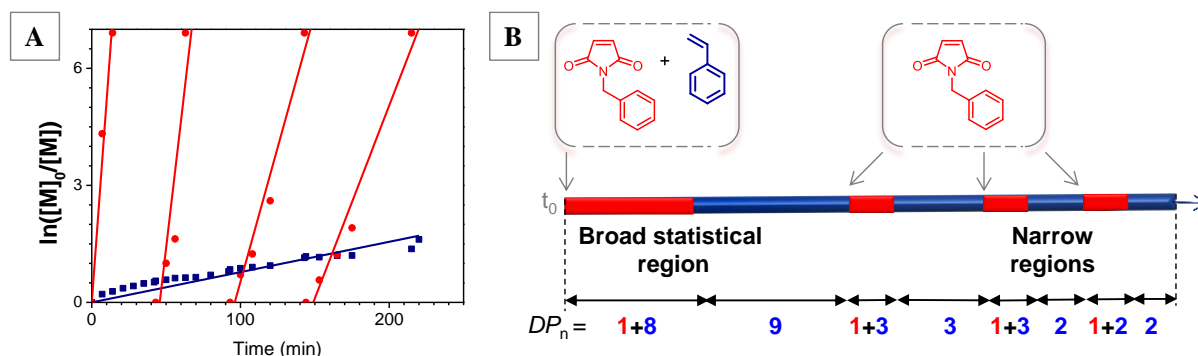 A
ln([M]0/[M])
6
3
0
0
100
200
Time (min)
B
O
N
O
+
O
N
O
t0
Broad statistical
region
Narrow
regions
DPn = 1+8 9 1+3 3 1+3 2 1+2 2